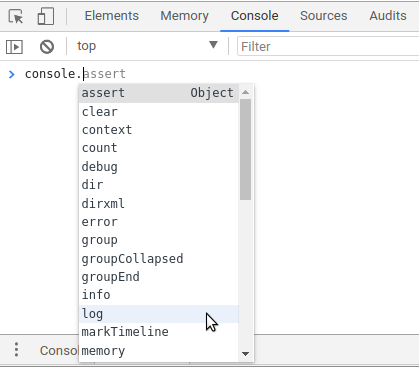 Elements Memory Console Sources Audits
top Filter
console.assert
assert Object
clear
context
count
debug
dir
dirxml
error
group
groupCollapsed
groupEnd
info
log
markTimeline
memory
Conso